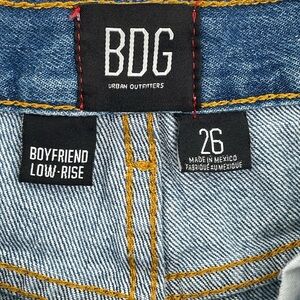 BDG
URBAN OUTFITTERS
BOYFRIEND
LOW·RISE
26
MADE IN MEXICO
FABRIQUÉ AU MEXIQUE